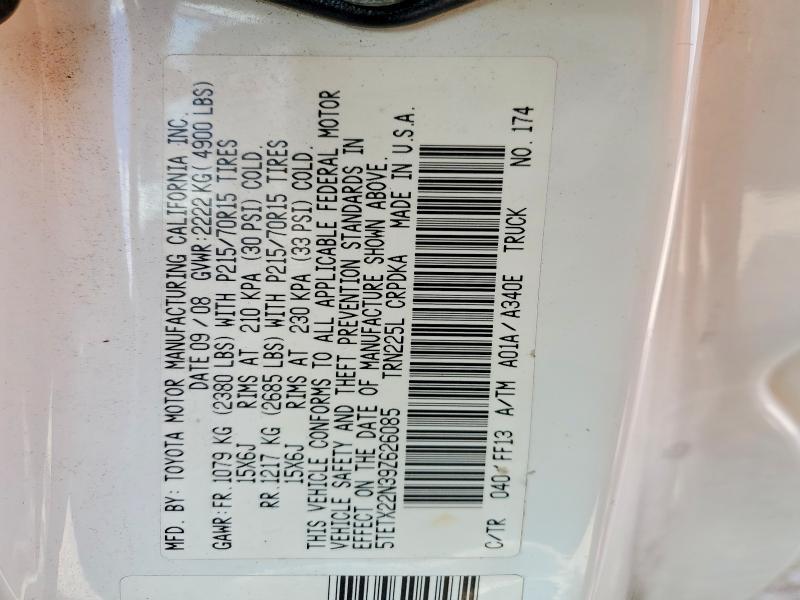 MFD. BY: TOYOTA MOTOR MANUFACTURING CALIFORNIA INC.
DATE 09/08 GVWR: 2222 KG( 4900 LBS)
GAWR: FR. 1079 KG (2380 LBS) WITH P215/70R15 TIRES
15X6J RIMS AT 210 KPA (30 PSI) COLD.
RR. 1217 KG (2685 LBS) WITH P215/70R15 TIRES
15X6J RIMS AT 230 KPA (33 PSI) COLD.
THIS VEHICLE CONFORMS TO ALL APPLICABLE FEDERAL MOTOR
VEHICLE SAFETY AND THEFT PREVENTION STANDARDS IN
EFFECT ON THE DATE OF MANUFACTURE SHOWN ABOVE.
5TETX22N39Z626085 TRN225L CRPDKA MADE IN U.S.A.
C/TR 040 FF13 A/TM A01A/A340E TRUCK NO. 174